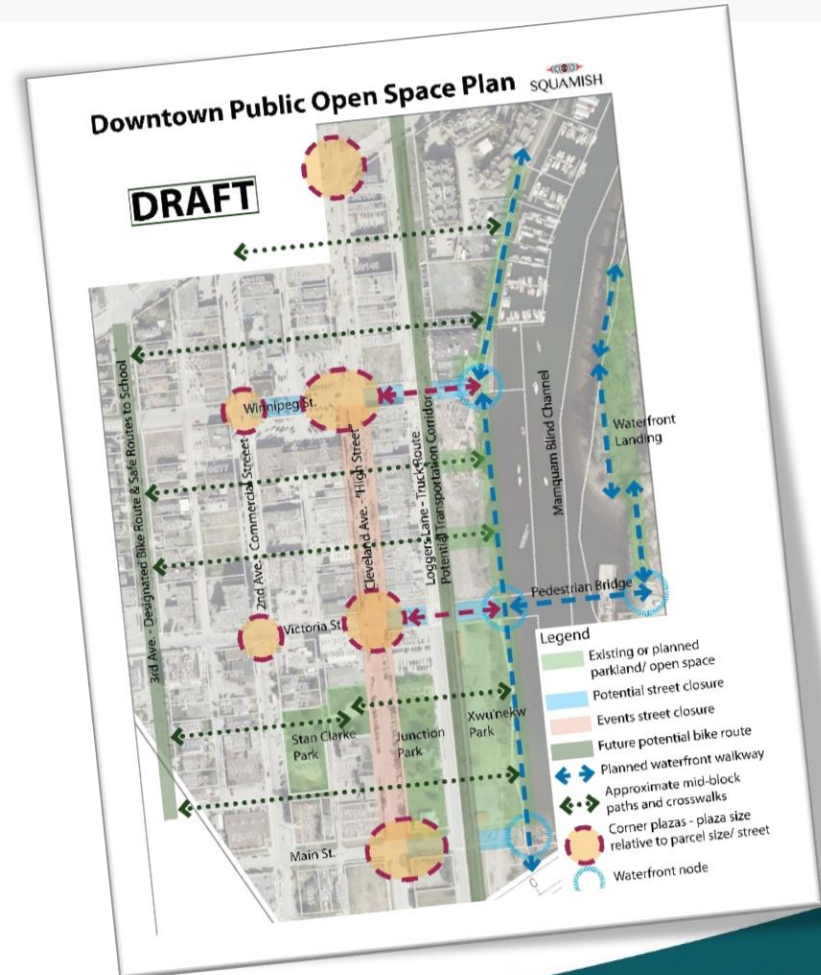 Downtown Public Open Space Plan
SQUAMISH
DRAFT
3rd Ave. - Designated Bike Route & Safe Routes to School
2nd Ave. - Commercial Streeet
Winnipeg St.
Cleveland Ave. - "High Street"
Loggers Lane - Truck Route
Potential Transportation Corridor
Mamquam Blind Channel
Waterfront
Landing
Pedestrian Bridge
Victoria St.
Stan Clarke
Park
Junction
Park
Xwu'nekw
Park
Main St.
Legend
Existing or planned
parkland/ open space
Potential street closure
Events street closure
Future potential bike route
Planned waterfront walkway
Approximate mid-block
paths and crosswalks
Corner plazas - plaza size
relative to parcel size/ street
Waterfront node